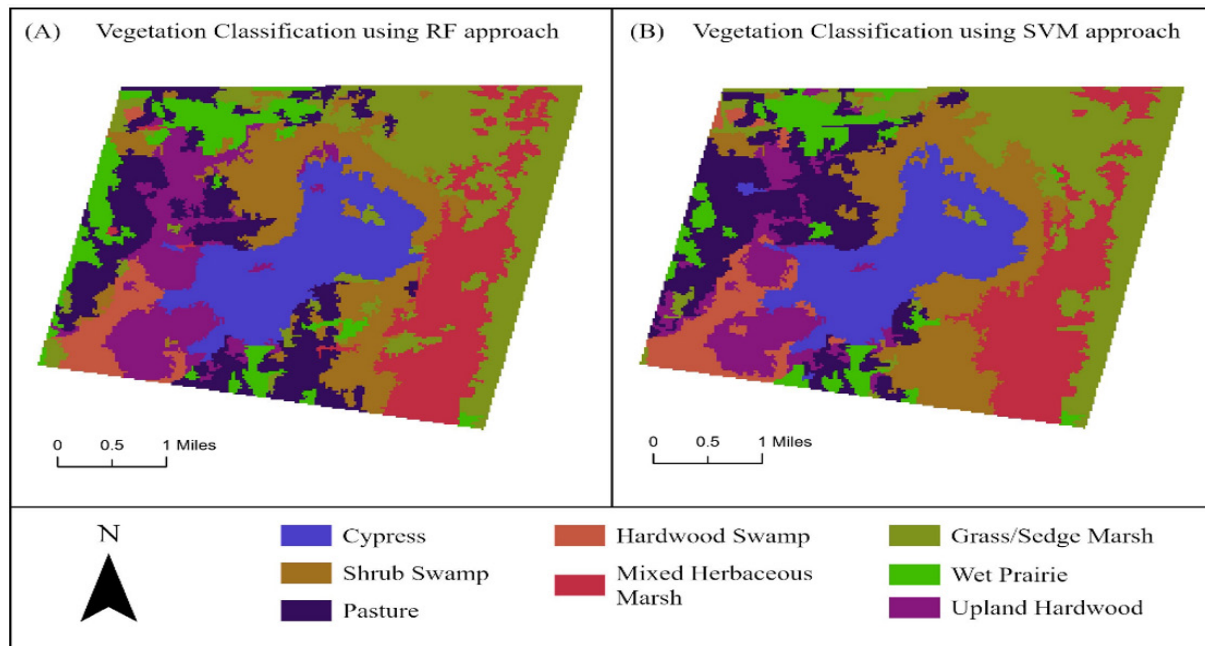 (A) Vegetation Classification using RF approach
(B) Vegetation Classification using SVM approach
0 0.5 1 Miles
0 0.5 1 Miles
N
Cypress
Shrub Swamp
Pasture
Hardwood Swamp
Mixed Herbaceous
Marsh
Grass/Sedge Marsh
Wet Prairie
Upland Hardwood